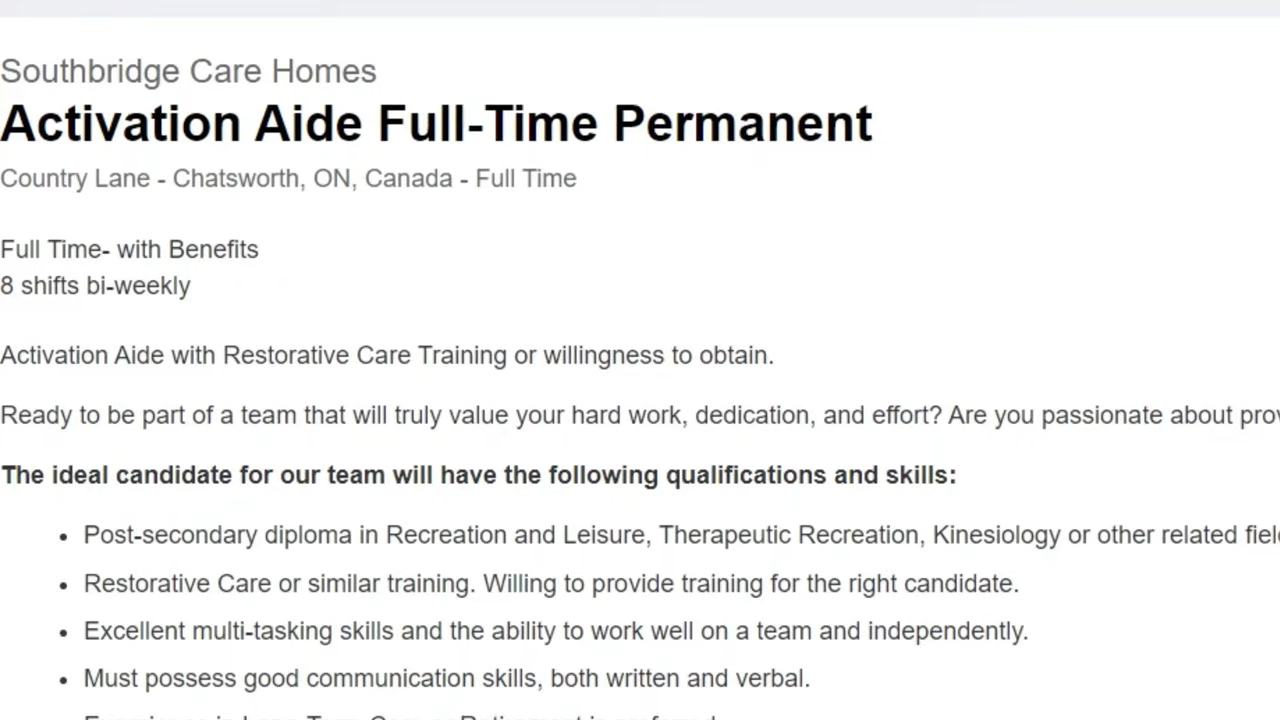 Southbridge Care Homes
Activation Aide Full-Time Permanent
Country Lane - Chatsworth, ON, Canada - Full Time
Full Time- with Benefits
8 shifts bi-weekly
Activation Aide with Restorative Care Training or willingness to obtain.
Ready to be part of a team that will truly value your hard work, dedication, and effort? Are you passionate about
The ideal candidate for our team will have the following qualifications and skills:
• Post-secondary diploma in Recreation and Leisure, Therapeutic Recreation, Kinesiology or other related
• Restorative Care or similar training. Willing to provide training for the right candidate.
• Excellent multi-tasking skills and the ability to work well on a team and independently.
• Must possess good communication skills, both written and verbal.